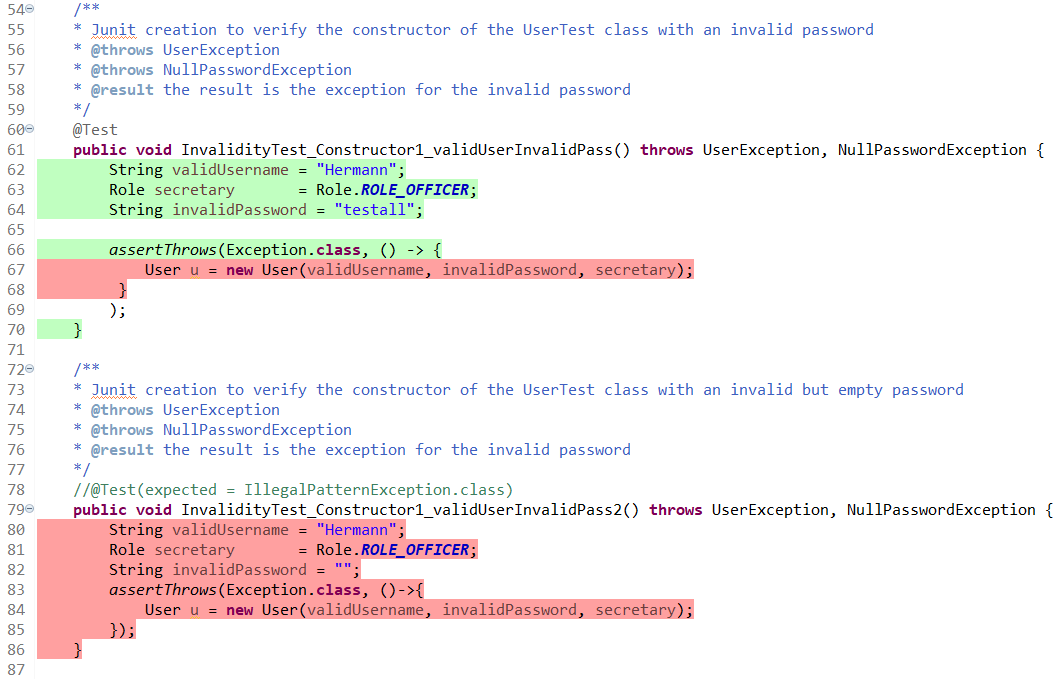 54 /**
55 * Junit creation to verify the constructor of the UserTest class with an invalid password
56 * @throws UserException
57 * @throws NullPasswordException
58 * @result the result is the exception for the invalid password
59 */
60 @Test
61 public void InvalidityTest_Constructor1_validUserInvalidPass() throws UserException, NullPasswordException {
62 String validUsername = "Hermann";
63 Role secretary       = Role.ROLE_OFFICER;
64 String invalidPassword = "testall";
65
66 assertThrows(Exception.class, () -> {
67 User u = new User(validUsername, invalidPassword, secretary);
68 }
69 );
70 }
71
72 /**
73 * Junit creation to verify the constructor of the UserTest class with an invalid but empty password
74 * @throws UserException
75 * @throws NullPasswordException
76 * @result the result is the exception for the invalid password
77 */
78 //@Test(expected = IllegalPatternException.class)
79 public void InvalidityTest_Constructor1_validUserInvalidPass2() throws UserException, NullPasswordException {
80 String validUsername = "Hermann";
81 Role secretary       = Role.ROLE_OFFICER;
82 String invalidPassword = "";
83 assertThrows(Exception.class, ()->{
84 User u = new User(validUsername, invalidPassword, secretary);
85 });
86 }
87